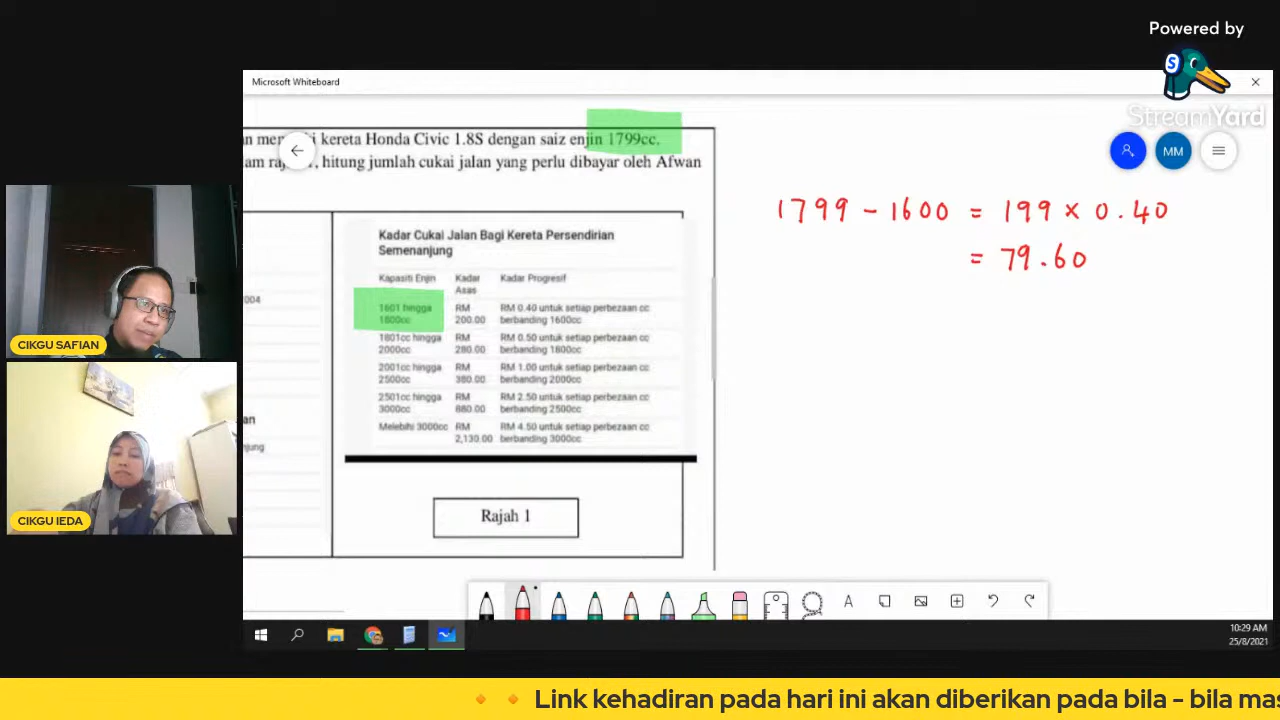 Powered by
S
StreamYard
Microsoft Whiteboard
kereta Honda Civic 1.8S dengan saiz enjin 1799cc.
hitung jumlah cukai jalan yang perlu dibayar oleh Afwan
MM
1799 - 1600 = 199 × 0.40
= 79.60
Kadar Cukai Jalan Bagi Kereta Persendirian
Semenanjung
Kapasiti Enjin Kadar Asas Kadar Progresif
1601 hingga RM RM 0.40 untuk setiap perbezaan cc
1800cc 200.00 berbanding 1600cc
1801cc hingga RM RM 0.50 untuk setiap perbezaan cc
2000cc 280.00 berbanding 1800cc
2001cc hingga RM RM 1.00 untuk setiap perbezaan cc
2500cc 380.00 berbanding 2000cc
2501cc hingga RM RM 2.50 untuk setiap perbezaan cc
3000cc 880.00 berbanding 2500cc
Melebihi 3000cc RM RM 4.50 untuk setiap perbezaan cc
2,130.00 berbanding 3000cc
004
an
njung
Rajah 1
CIKGU SAFIAN
CIKGU IEDA
A
10:29 AM
25/8/2021
Link kehadiran pada hari ini akan diberikan pada bila - bila mas